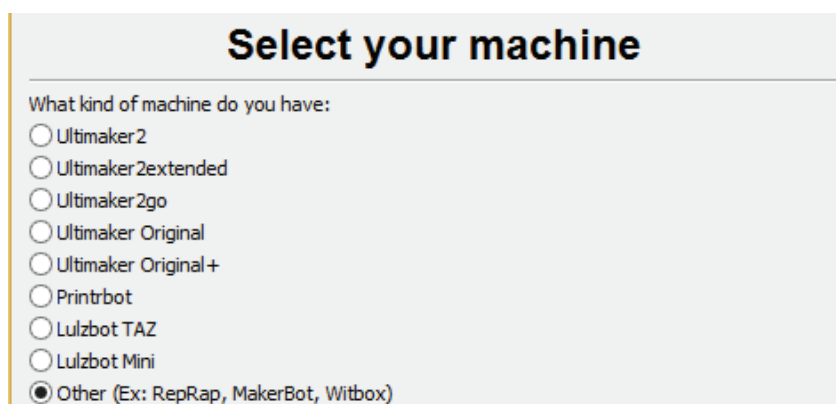 Select your machine
What kind of machine do you have:
Ultimaker2
Ultimaker2extended
Ultimaker2go
Ultimaker Original
Ultimaker Original+
Printrbot
Lulzbot TAZ
Lulzbot Mini
Other (Ex: RepRap, MakerBot, Witbox)